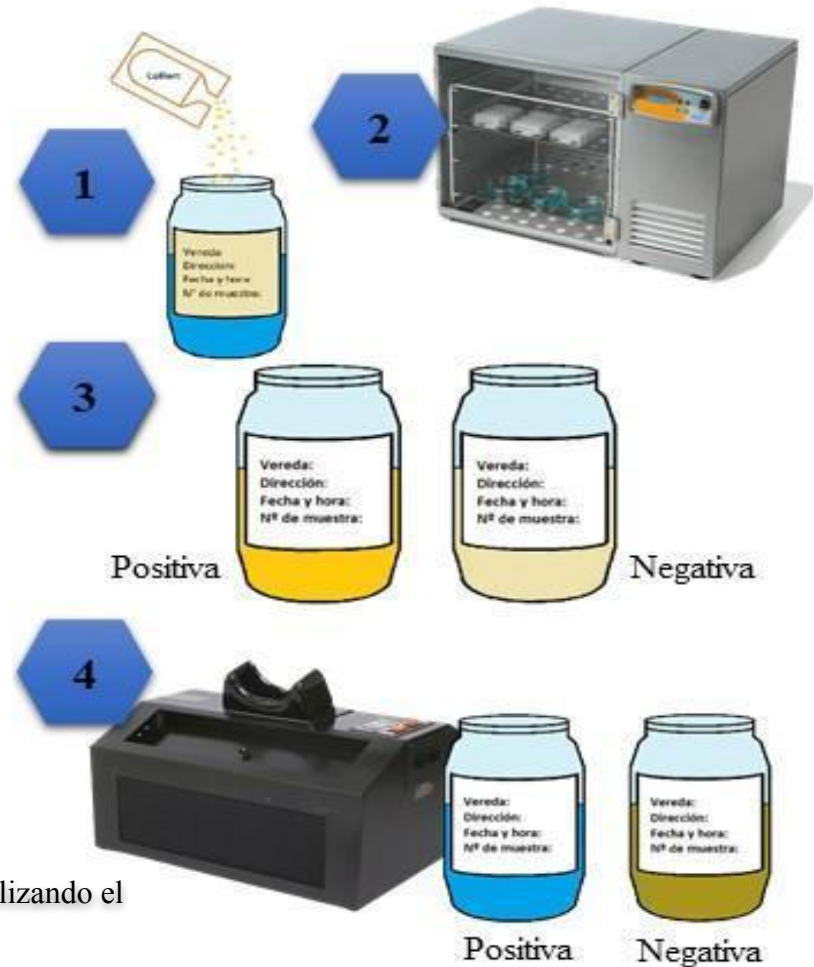 Colilert
1
2
Vereda
Dirección:
Fecha y hora
Nº de muestra:
3
Vereda:
Dirección:
Fecha y hora:
Nº de muestra:
Vereda:
Dirección:
Fecha y hora:
Nº de muestra:
Positiva
Negativa
4
Vereda:
Dirección:
Fecha y hora:
Nº de muestra:
Vereda:
Dirección:
Fecha y hora:
Nº de muestra:
lizando el
Positiva
Negativa